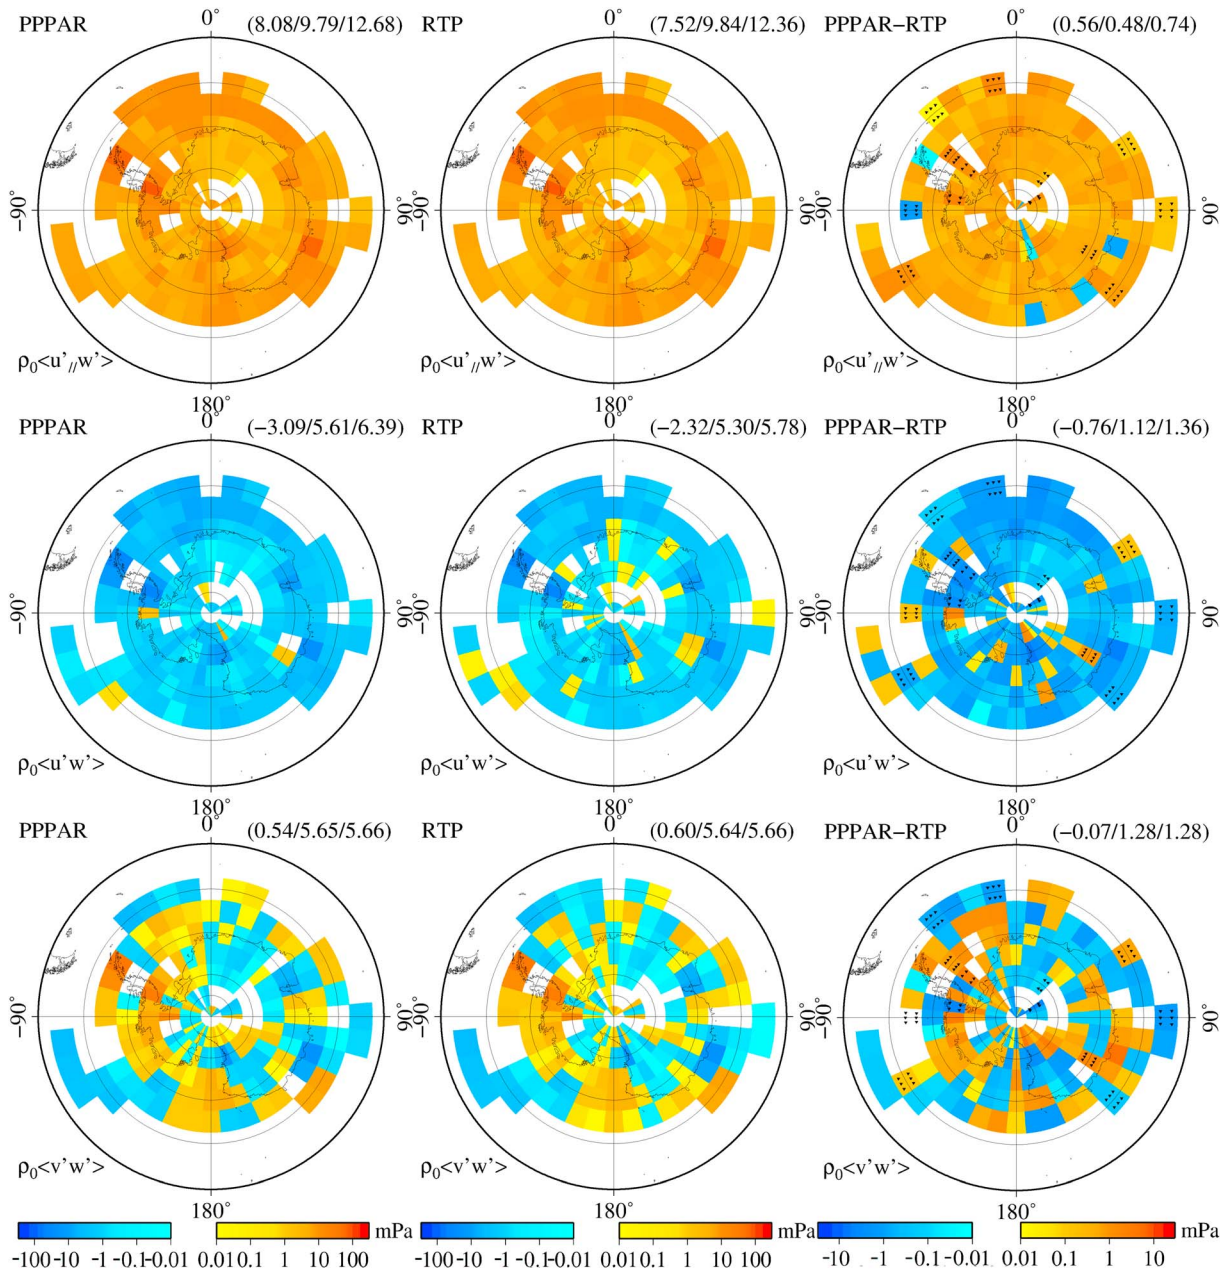 PPPAR 0° (8.08/9.79/12.68) RTP 0° (7.52/9.84/12.36) PPPAR−RTP 0° (0.56/0.48/0.74)
−90° 90° −90° 90° −90° 90°
ρ₀<u'//w'> ρ₀<u'//w'> ρ₀<u'//w'>
180° 180° 180°
PPPAR 0° (−3.09/5.61/6.39) RTP 0° (−2.32/5.30/5.78) PPPAR−RTP 0° (−0.76/1.12/1.36)
−90° 90° −90° 90° −90° 90°
ρ₀<u'w'> ρ₀<u'w'> ρ₀<u'w'>
180° 180° 180°
PPPAR 0° (0.54/5.65/5.66) RTP 0° (0.60/5.64/5.66) PPPAR−RTP 0° (−0.07/1.28/1.28)
−90° 90° −90° 90° −90° 90°
ρ₀<v'w'> ρ₀<v'w'> ρ₀<v'w'>
180° 180° 180°
mPa mPa mPa
-100 -10 -1 -0.1 -0.01 0.01 0.1 1 10 100 -100 -10 -1 -0.1 -0.01 0.01 0.1 1 10 100 -10 -1 -0.1 -0.01 0.01 0.1 1 10